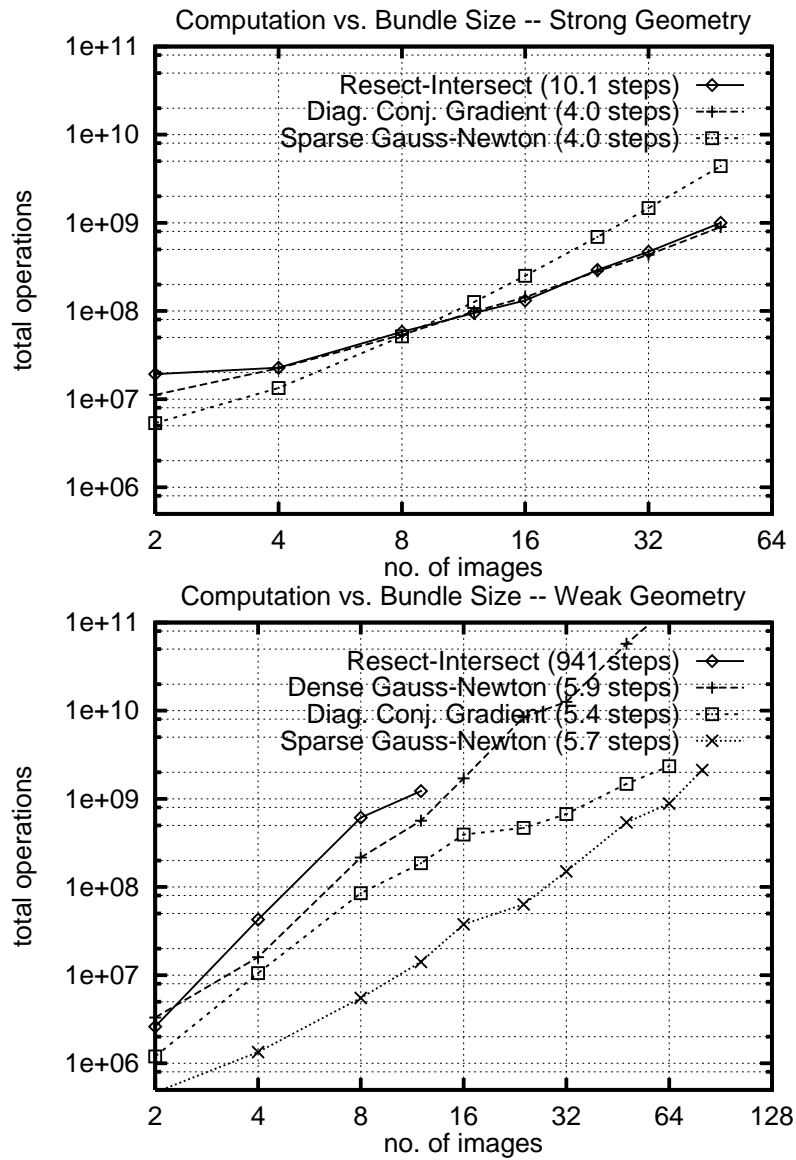 Computation vs. Bundle Size -- Strong Geometry
1e+11
1e+10
1e+09
1e+08
1e+07
1e+06
total operations
Resect-Intersect (10.1 steps)
Diag. Conj. Gradient (4.0 steps)
Sparse Gauss-Newton (4.0 steps)
2 4 8 16 32 64
no. of images
Computation vs. Bundle Size -- Weak Geometry
1e+11
1e+10
1e+09
1e+08
1e+07
1e+06
total operations
Resect-Intersect (941 steps)
Dense Gauss-Newton (5.9 steps)
Diag. Conj. Gradient (5.4 steps)
Sparse Gauss-Newton (5.7 steps)
2 4 8 16 32 64 128
no. of images